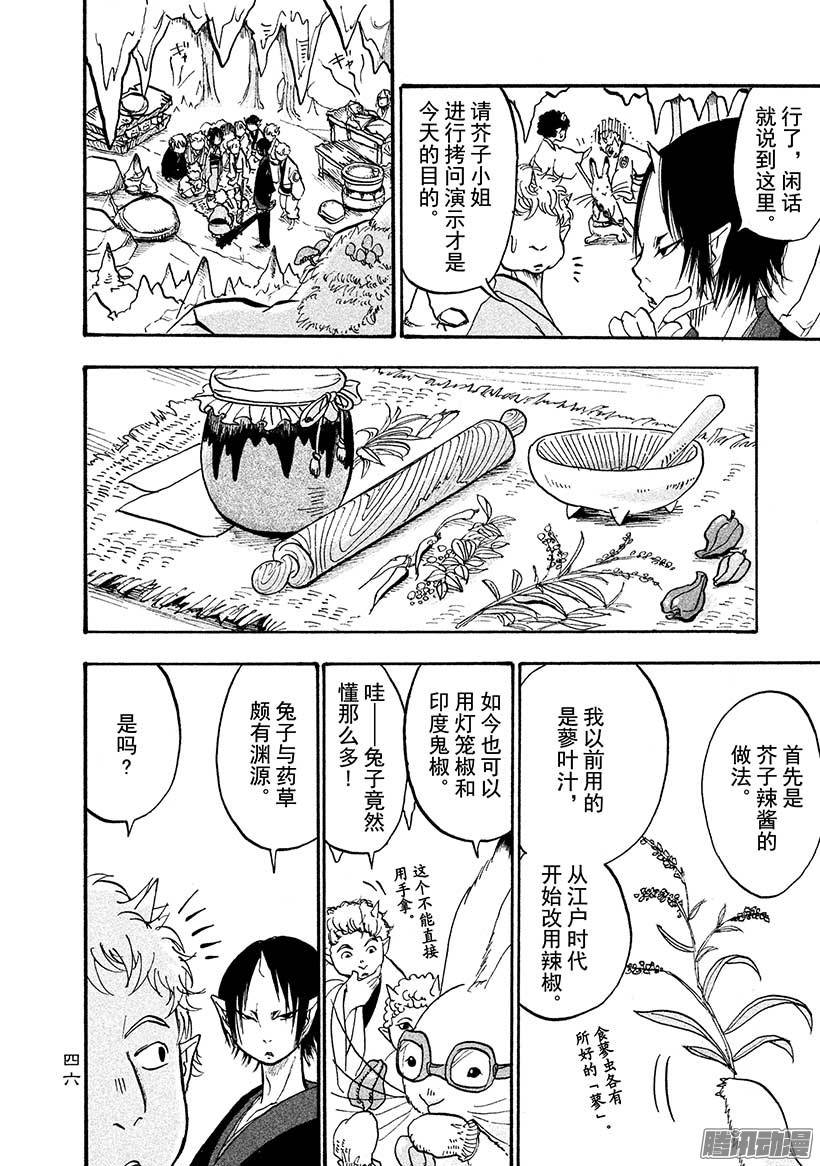 行了，闲话
就说到这里。
请芥子小姐
进行拷问演示才是
今天的目的。
ギャ
ギャ
首先是
芥子辣酱的
做法。
我以前用的
是蓼叶汁，
从江户时代
开始改用辣椒。
食蓼虫各有
所好的「蓼」。
如今也可以
用灯笼椒和
印度鬼椒。
哇——兔子竟然
懂那么多！
这个不能直接
用手拿。
兔子与药草
颇有渊源。
是吗？
四六
腾讯动漫